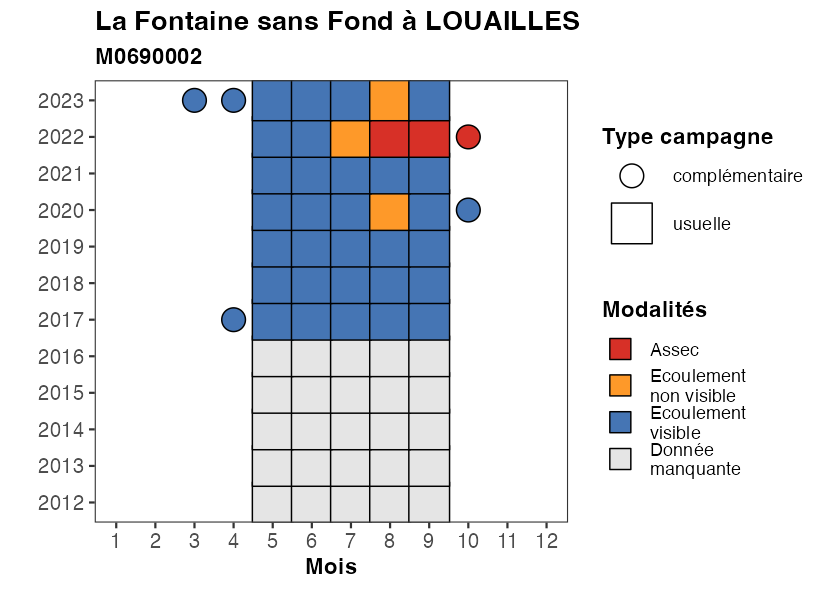 La Fontaine sans Fond à LOUAILLES
M0690002
2023
2022
2021
2020
2019
2018
2017
2016
2015
2014
2013
2012
1 2 3 4 5 6 7 8 9 10 11 12
Mois
Type campagne
complémentaire
usuelle
Modalités
Assec
Ecoulement
non visible
Ecoulement
visible
Donnée
manquante